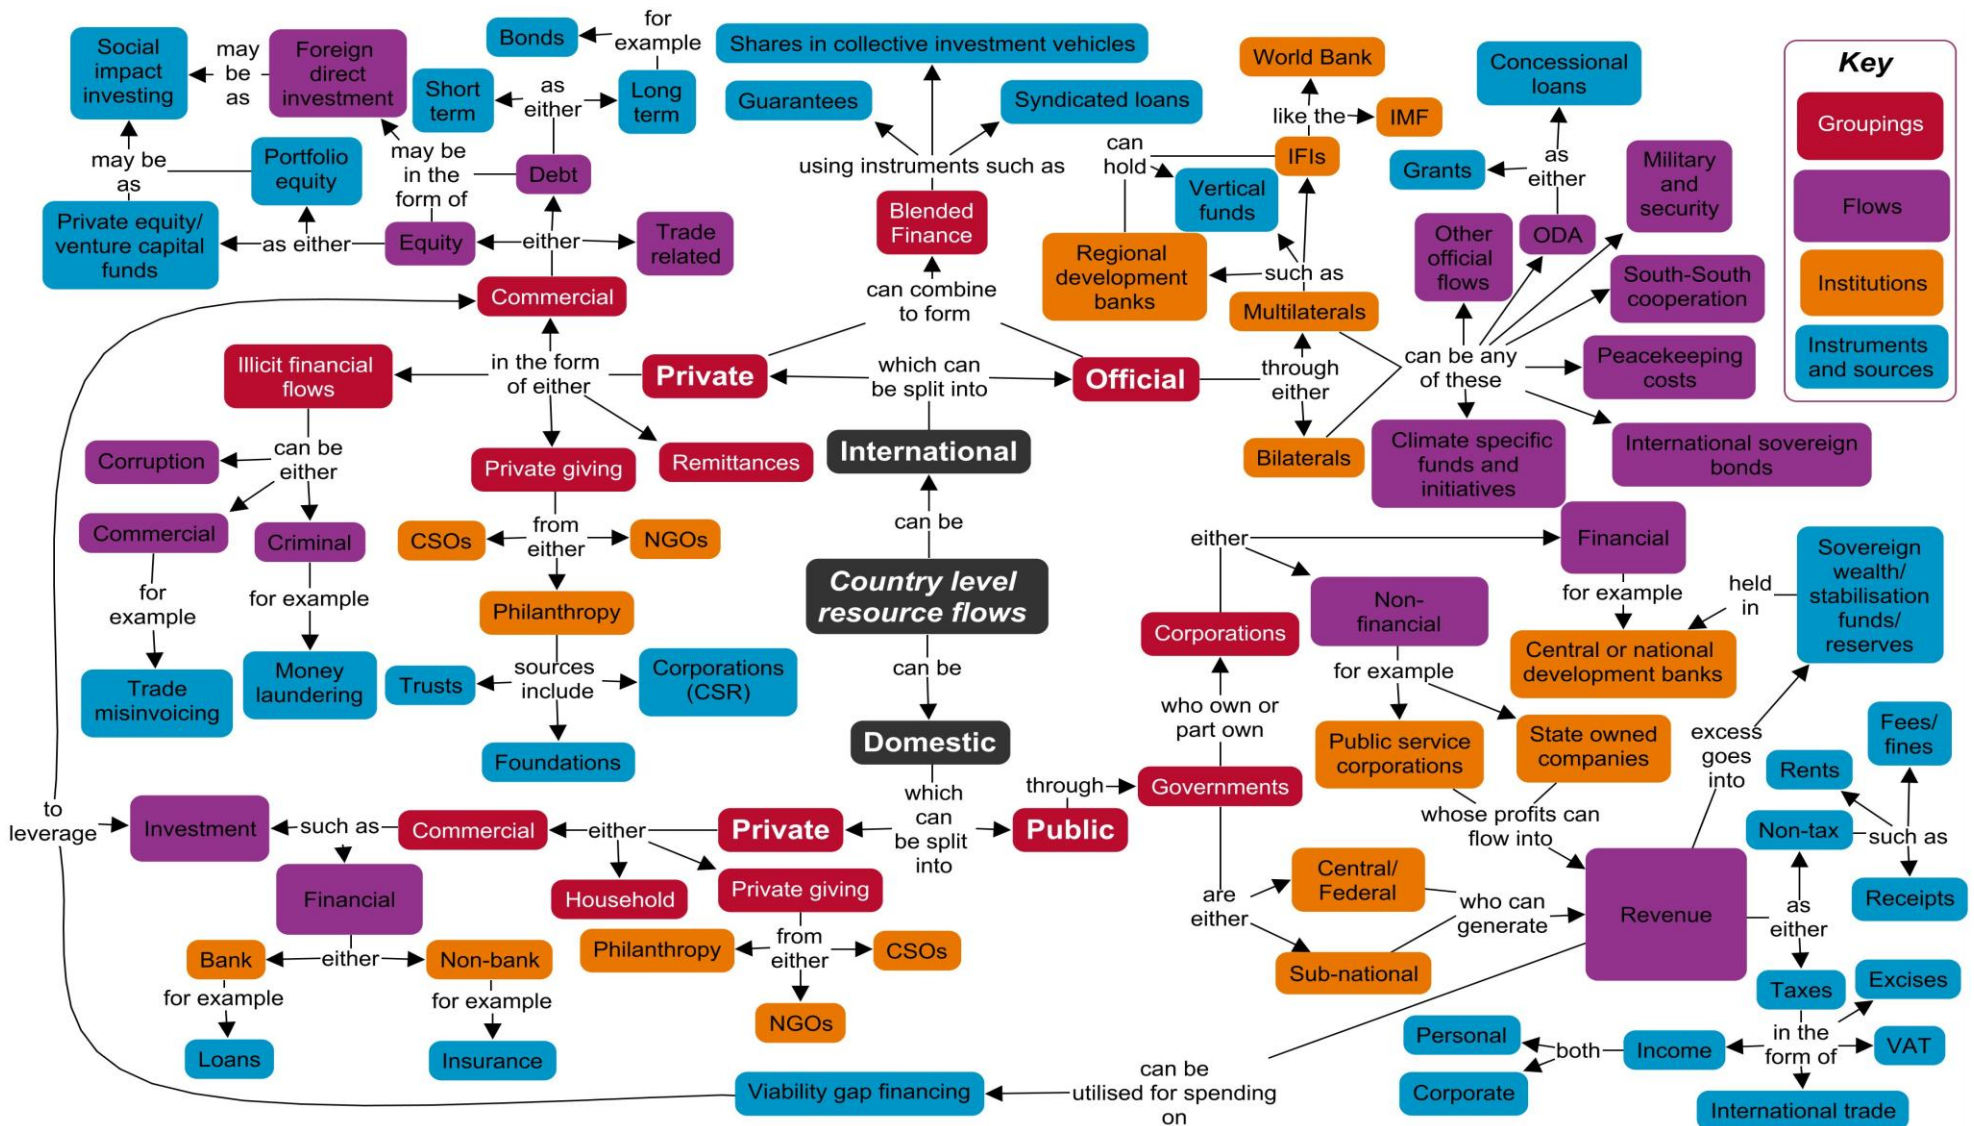 Social
impact
investing
may
be
as
Foreign
direct
investment
Bonds
for
example
Short
term
as
either
Long
term
may be
as
Portfolio
equity
may be
in the
form of
Debt
Private equity/
venture capital
funds
as either
Equity
either
Trade
related
Commercial
Shares in collective investment vehicles
Guarantees
Syndicated loans
using instruments such as
Blended
Finance
can combine
to form
World Bank
like the
IMF
can
hold
IFIs
Vertical
funds
Regional
development
banks
such as
Multilaterals
Concessional
loans
Grants
as
either
Military
and
security
Other
official
flows
ODA
South-South
cooperation
can be any
of these
Peacekeeping
costs
Climate specific
funds and
initiatives
International sovereign
bonds
Key
Groupings
Flows
Institutions
Instruments
and sources
Illicit financial
flows
in the form
of either
Private
which can
be split into
Official
through
either
Bilaterals
Corruption
can be
either
Private giving
Remittances
International
Commercial
Criminal
CSOs
from
either
NGOs
can be
for
example
for example
Philanthropy
Country level
resource flows
Trade
misinvoicing
Money
laundering
Trusts
sources
include
Corporations
(CSR)
can be
Foundations
Domestic
either
Financial
Corporations
Non-
financial
for example
held
in
Sovereign
wealth/
stabilisation
funds/
reserves
Central or national
development banks
for example
who own or
part own
Public service
corporations
State owned
companies
excess
goes
into
Fees/
fines
Rents
through
Governments
whose profits can
flow into
Non-tax
such as
Receipts
to
leverage
Investment
such as
Commercial
either
Private
which
can
be split
into
Public
Financial
Household
Private giving
are
either
Central/
Federal
who can
generate
Sub-national
Revenue
as
either
Bank
either
Non-bank
Philanthropy
from
either
CSOs
for example
for example
NGOs
Loans
Insurance
Taxes
Excises
Personal
both
Income
in the
form of
VAT
Corporate
International trade
Viability gap financing
can be
utilised for spending
on